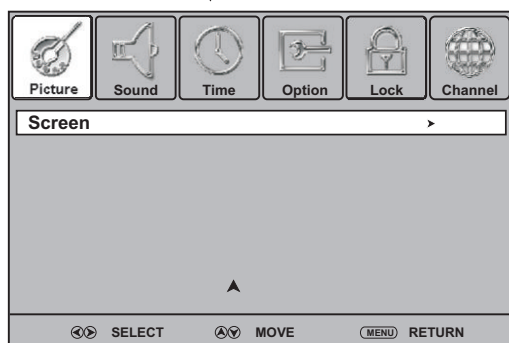 Picture Sound Time Option Lock Channel
Screen
SELECT MOVE MENU RETURN